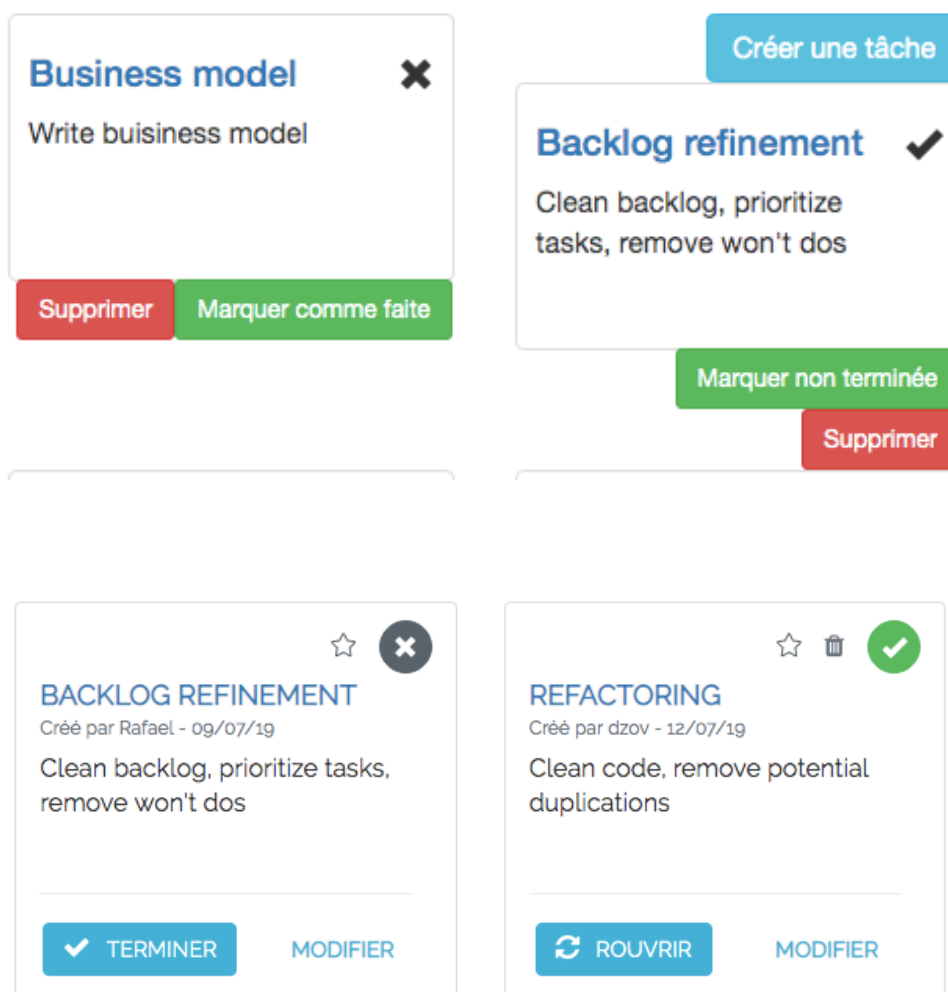 Business model
Write buisiness model
Supprimer
Marquer comme faite
Créer une tâche
Backlog refinement
Clean backlog, prioritize
tasks, remove won't dos
Marquer non terminée
Supprimer
BACKLOG REFINEMENT
Créé par Rafael - 09/07/19
Clean backlog, prioritize tasks,
remove won't dos
TERMINER
MODIFIER
REFACTORING
Créé par dzov - 12/07/19
Clean code, remove potential
duplications
ROUVRIR
MODIFIER